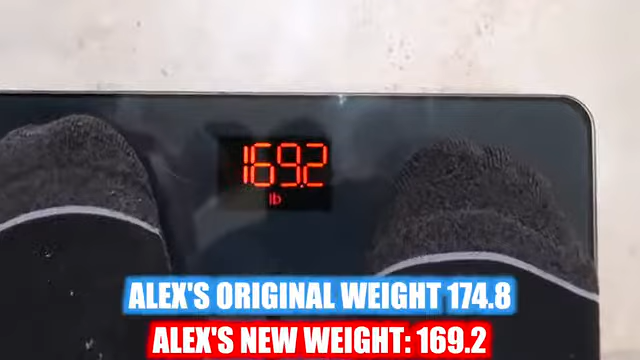 169.2
lb
ALEX'S ORIGINAL WEIGHT 174.8
ALEX'S NEW WEIGHT: 169.2